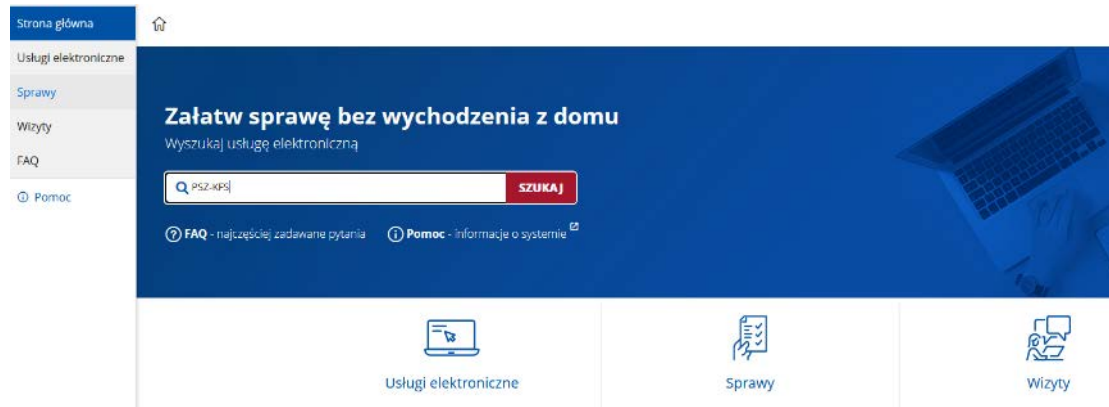 Strona główna
Usługi elektroniczne
Sprawy
Wizyty
FAQ
Pomoc
Załatw sprawę bez wychodzenia z domu
Wyszukaj usługę elektroniczną
PSZ-KFS
SZUKAJ
FAQ - najczęściej zadawane pytania Pomoc - informacje o systemie
Usługi elektroniczne Sprawy Wizyty